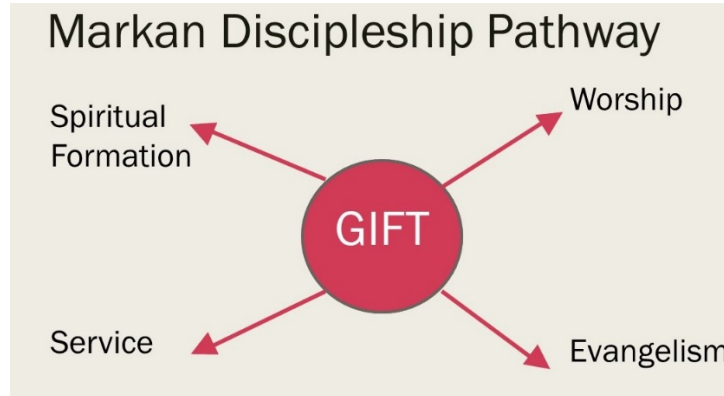 Markan Discipleship Pathway
Spiritual
Formation
Worship
GIFT
Service
Evangelism